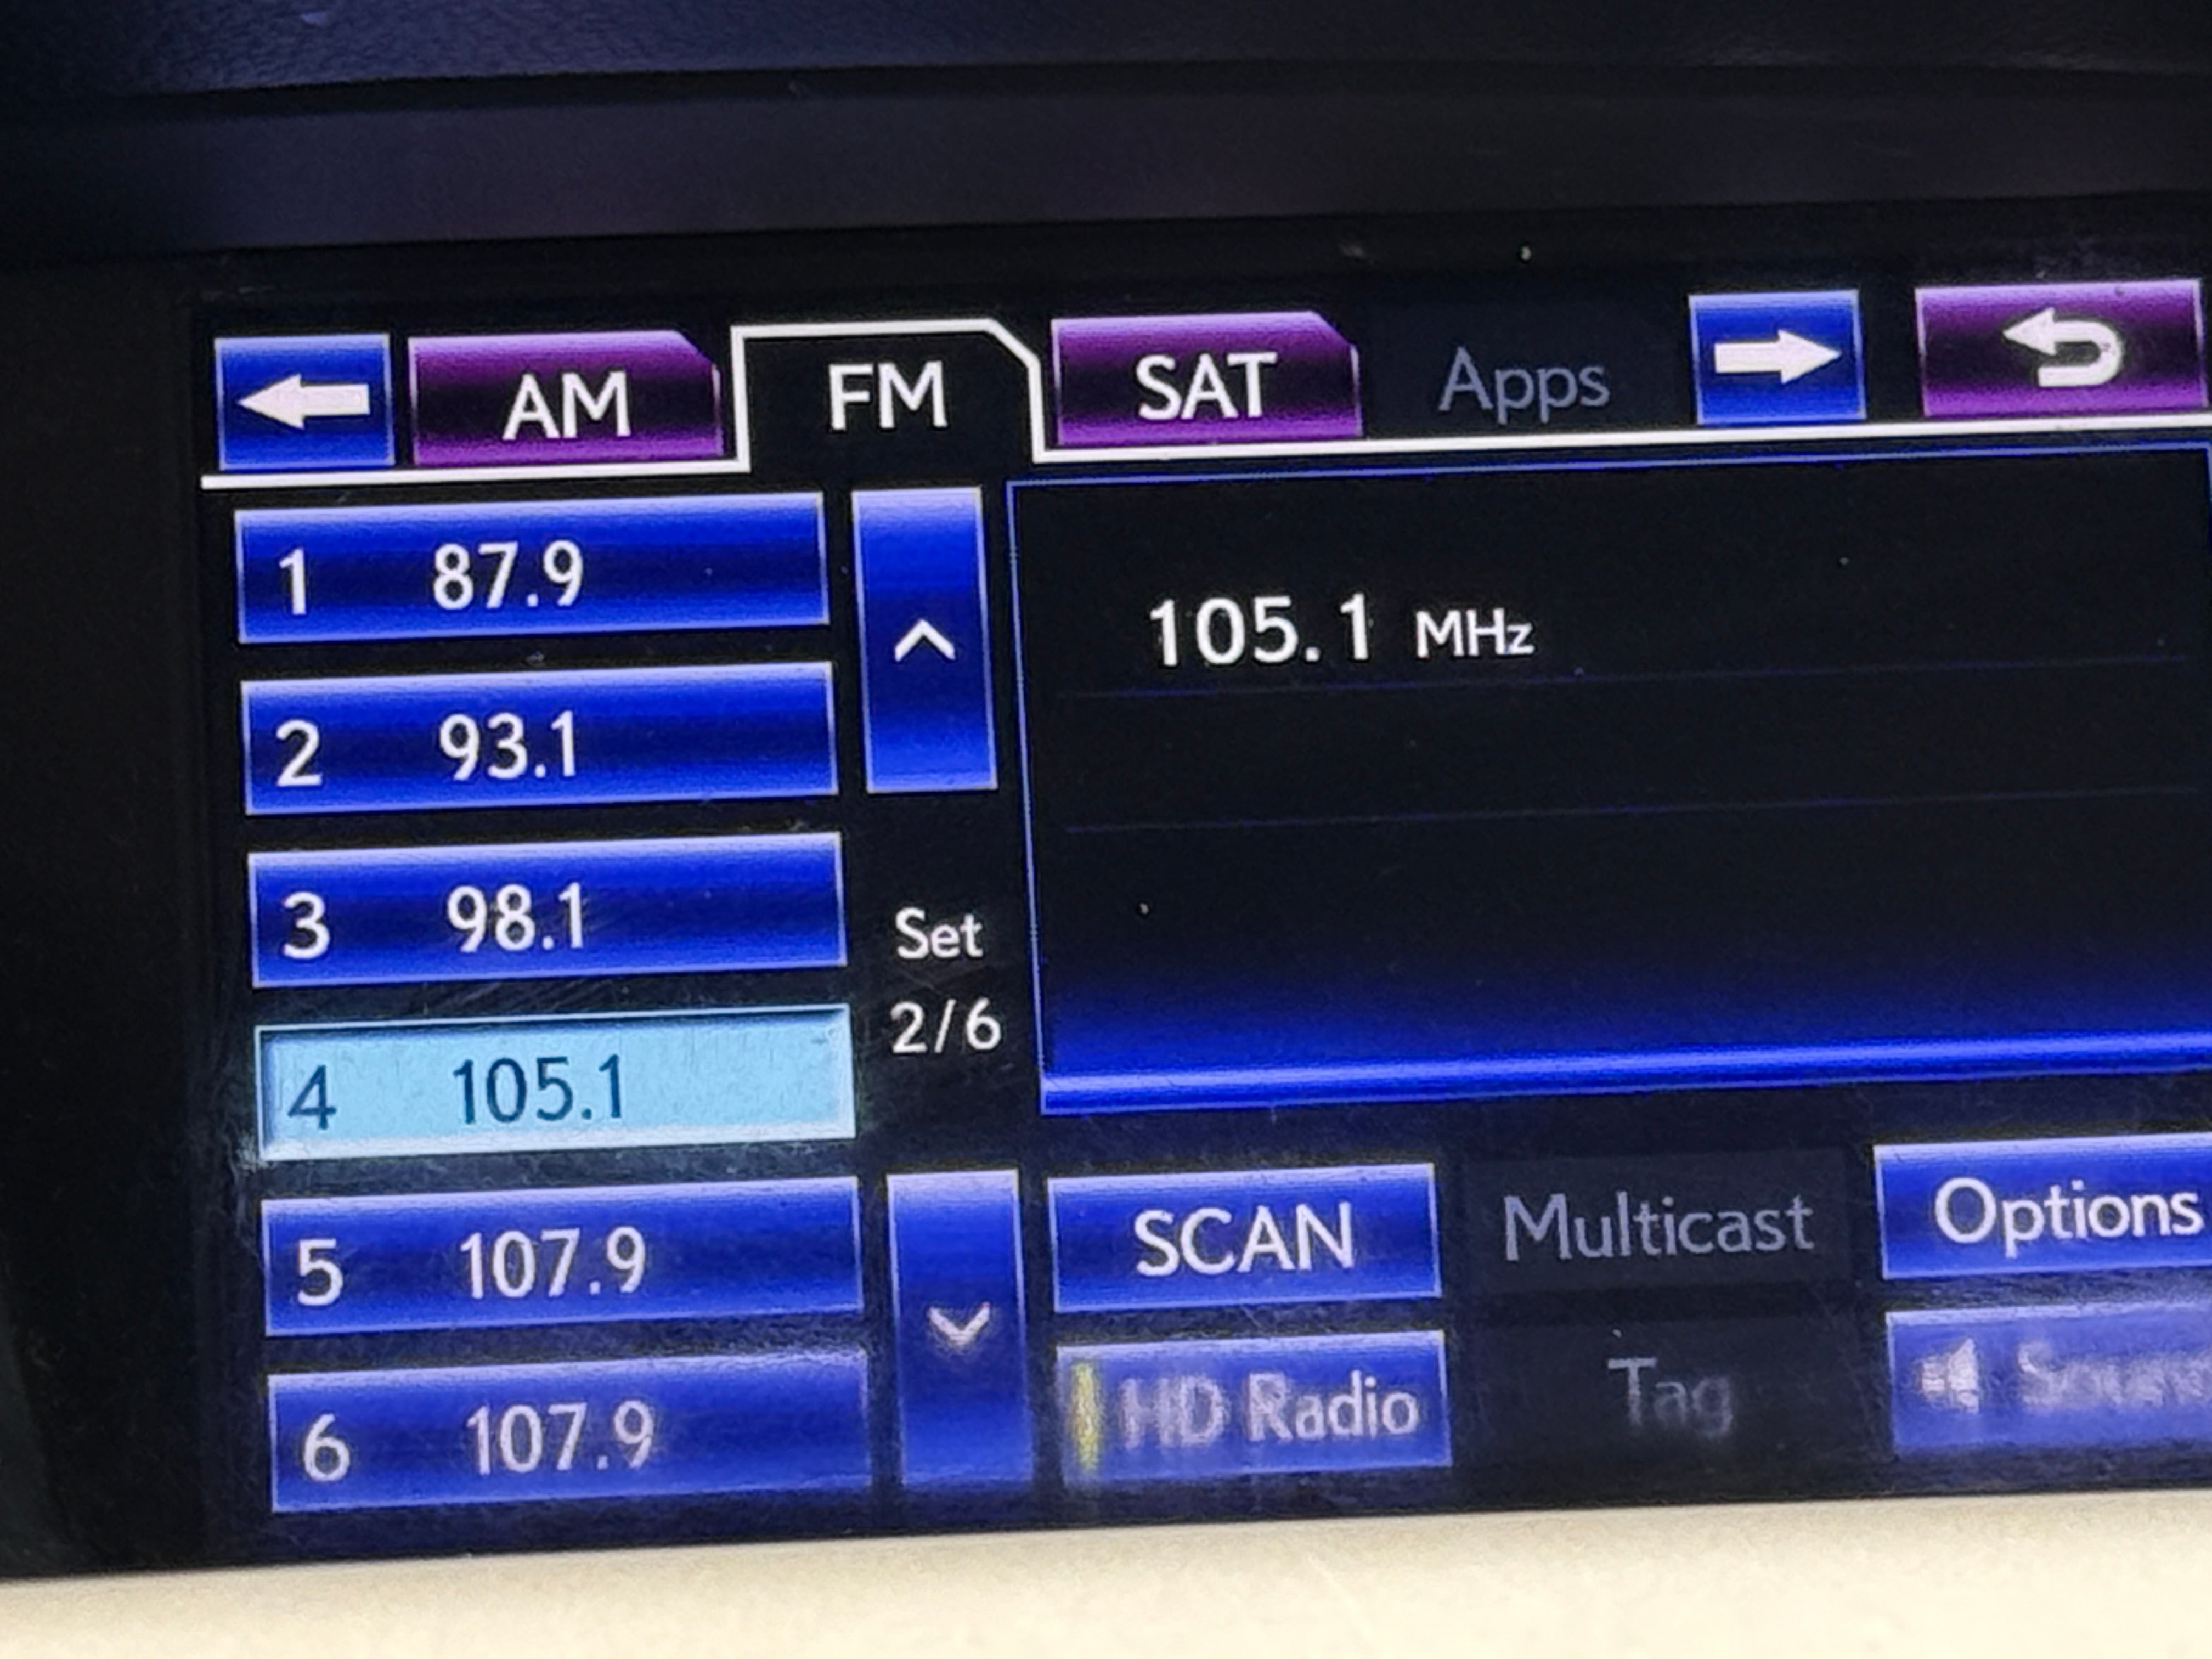 AM FM SAT Apps
1 87.9
2 93.1
3 98.1
4 105.1
5 107.9
6 107.9
Set
2/6
105.1 MHz
SCAN Multicast Options
HD Radio Tag